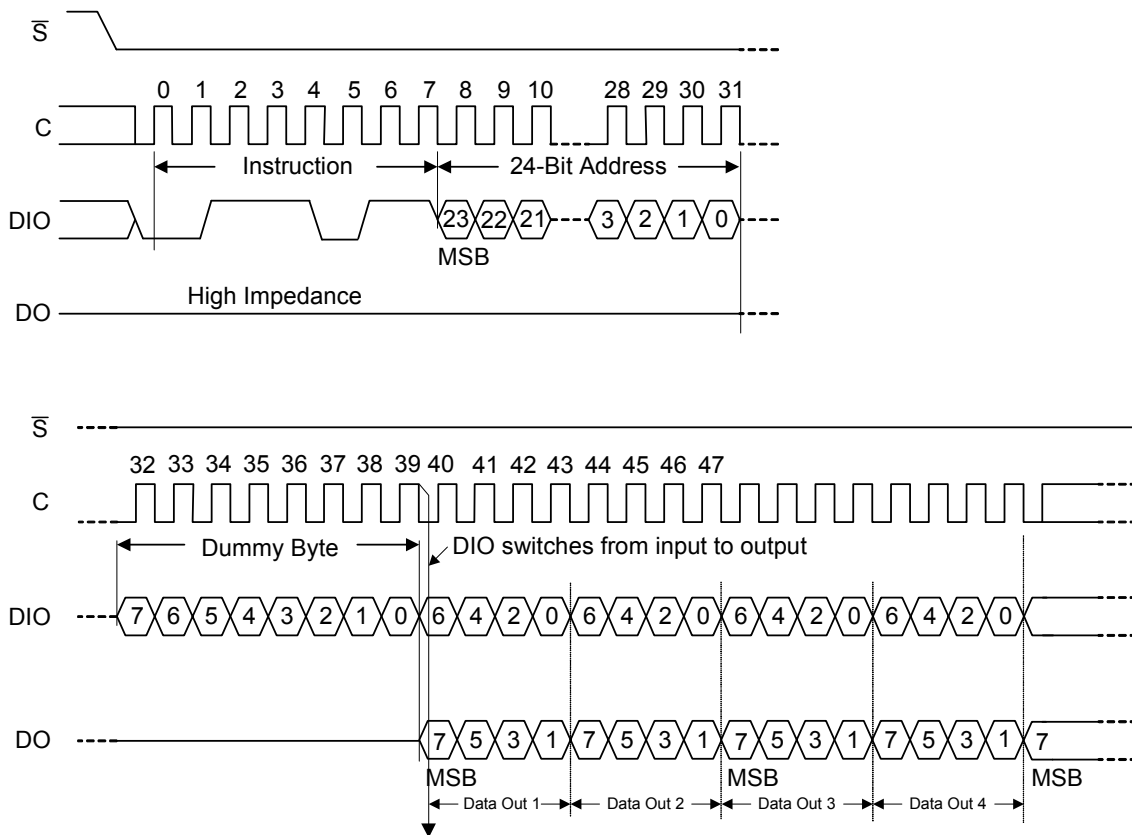 S
0 1 2 3 4 5 6 7 8 9 10 28 29 30 31
C
Instruction 24-Bit Address
DIO 23 22 21 3 2 1 0
MSB
High Impedance
DO
S
32 33 34 35 36 37 38 39 40 41 42 43 44 45 46 47
C
Dummy Byte DIO switches from input to output
DIO 7 6 5 4 3 2 1 0 6 4 2 0 6 4 2 0 6 4 2 0 6 4 2 0
DO 7 5 3 1 7 5 3 1 7 5 3 1 7 5 3 1 7
MSB MSB MSB
Data Out 1 Data Out 2 Data Out 3 Data Out 4